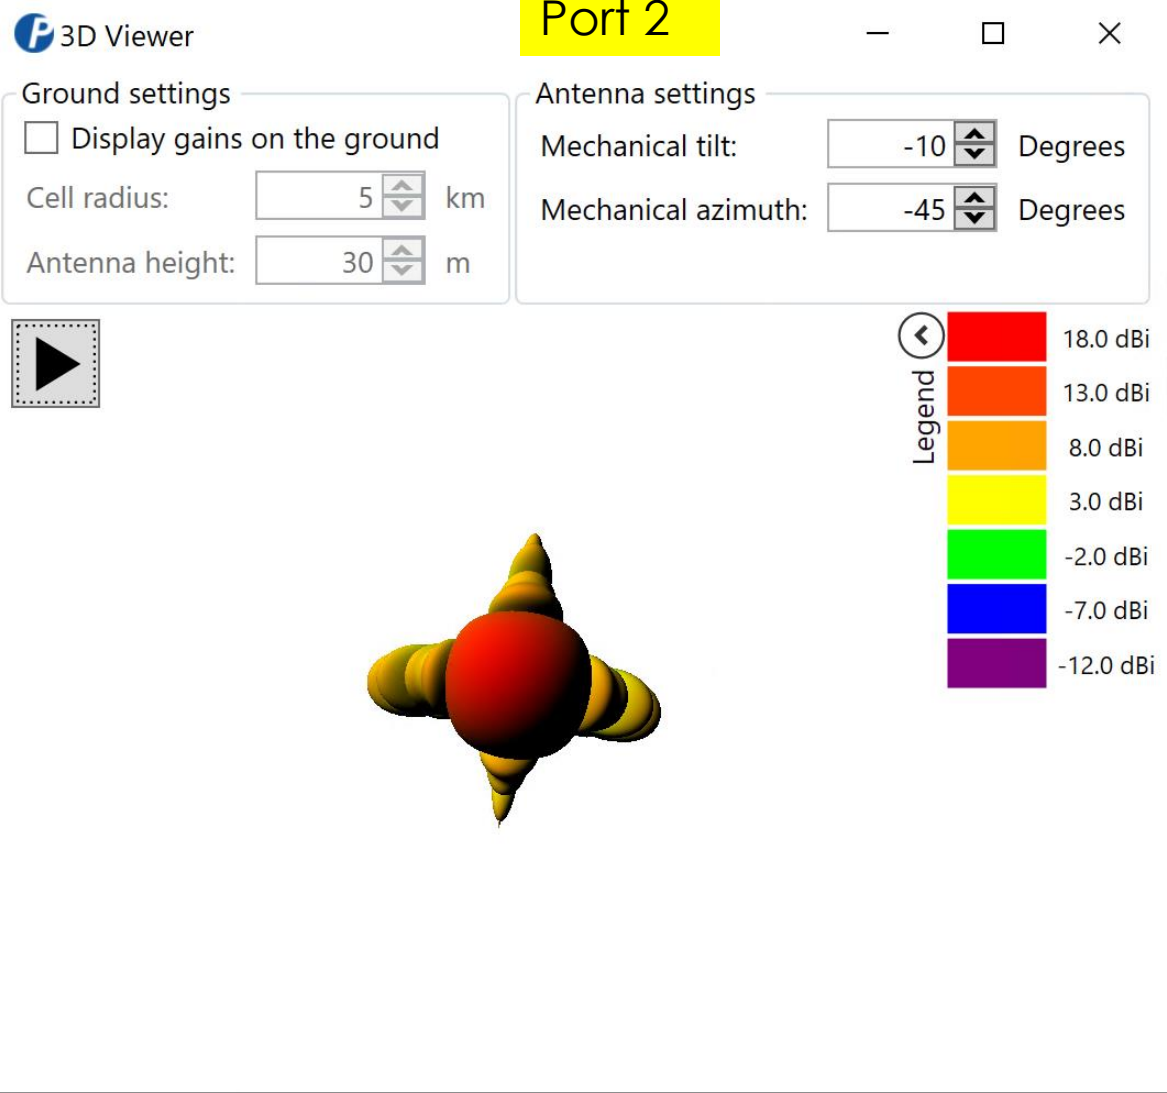 Port 2
3D Viewer
Ground settings
Display gains on the ground
Cell radius: 5 km
Antenna height: 30 m
Antenna settings
Mechanical tilt: -10 Degrees
Mechanical azimuth: -45 Degrees
Legend
18.0 dBi
13.0 dBi
8.0 dBi
3.0 dBi
-2.0 dBi
-7.0 dBi
-12.0 dBi